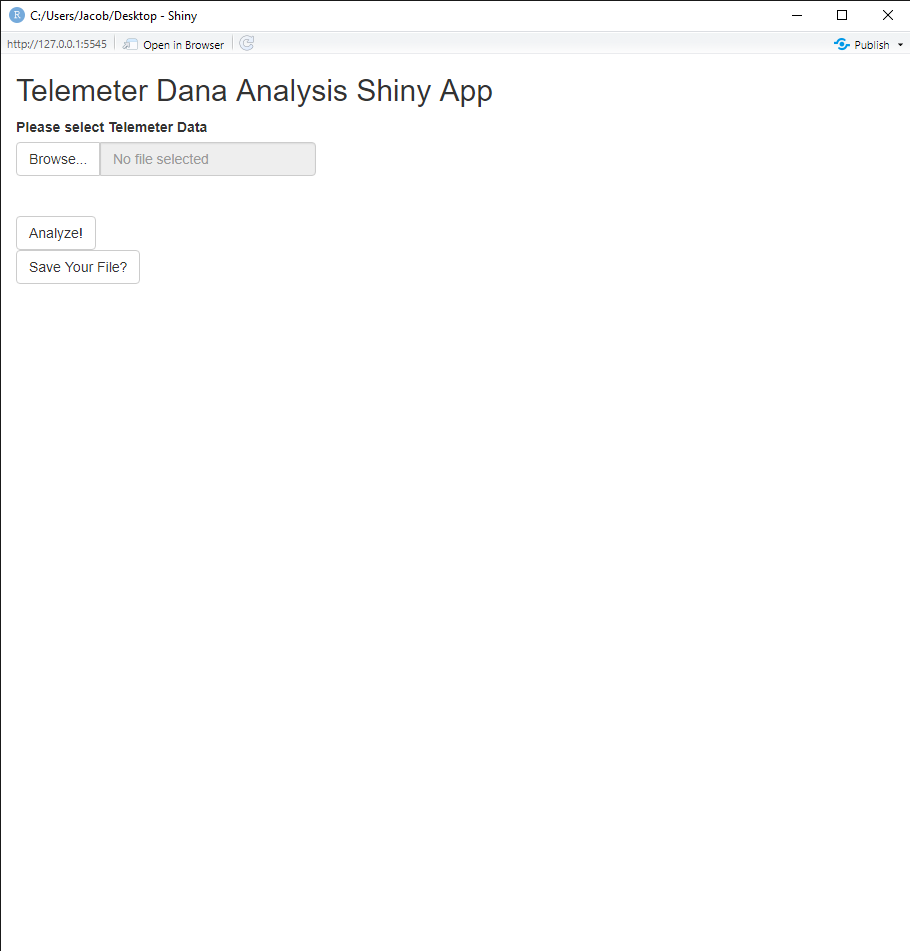 R C:/Users/Jacob/Desktop - Shiny
http://127.0.0.1:5545 Open in Browser Publish
Telemeter Dana Analysis Shiny App
Please select Telemeter Data
Browse... No file selected
Analyze!
Save Your File?